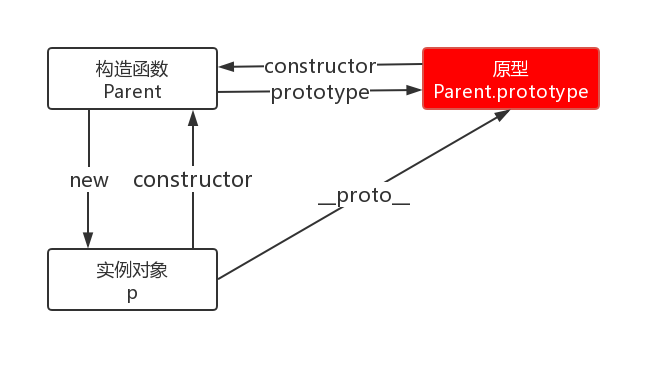 构造函数
Parent
constructor
prototype
原型
Parent.prototype
new
constructor
__proto__
实例对象
p